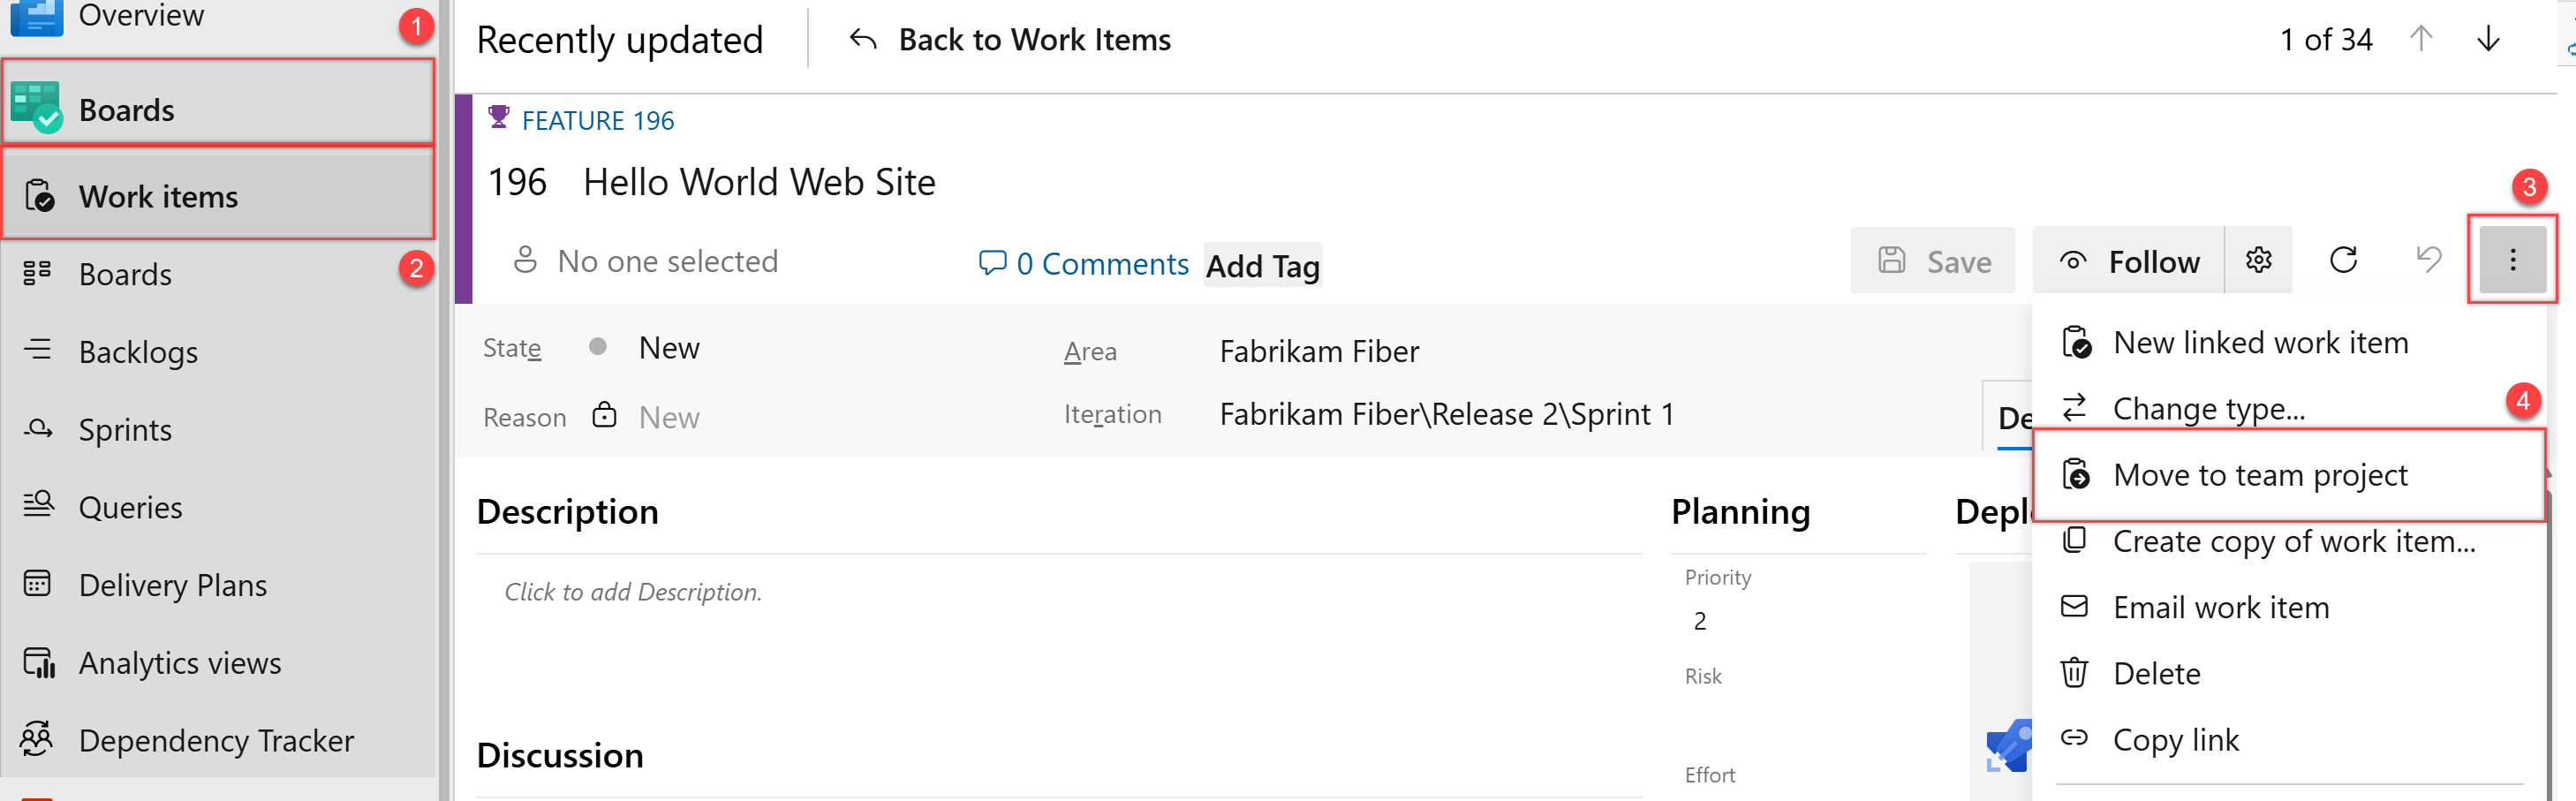 Overview
1
Boards
Work items
Boards
2
Backlogs
Sprints
Queries
Delivery Plans
Analytics views
Dependency Tracker
Recently updated
Back to Work Items
1 of 34
FEATURE 196
196 Hello World Web Site
3
No one selected
0 Comments
Add Tag
Save
Follow
State
New
Area
Fabrikam Fiber
Reason
New
Iteration
Fabrikam Fiber\Release 2\Sprint 1
De
Description
Click to add Description.
Discussion
Planning
Priority
2
Risk
Effort
Depl
New linked work item
Change type...
4
Move to team project
Create copy of work item...
Email work item
Delete
Copy link